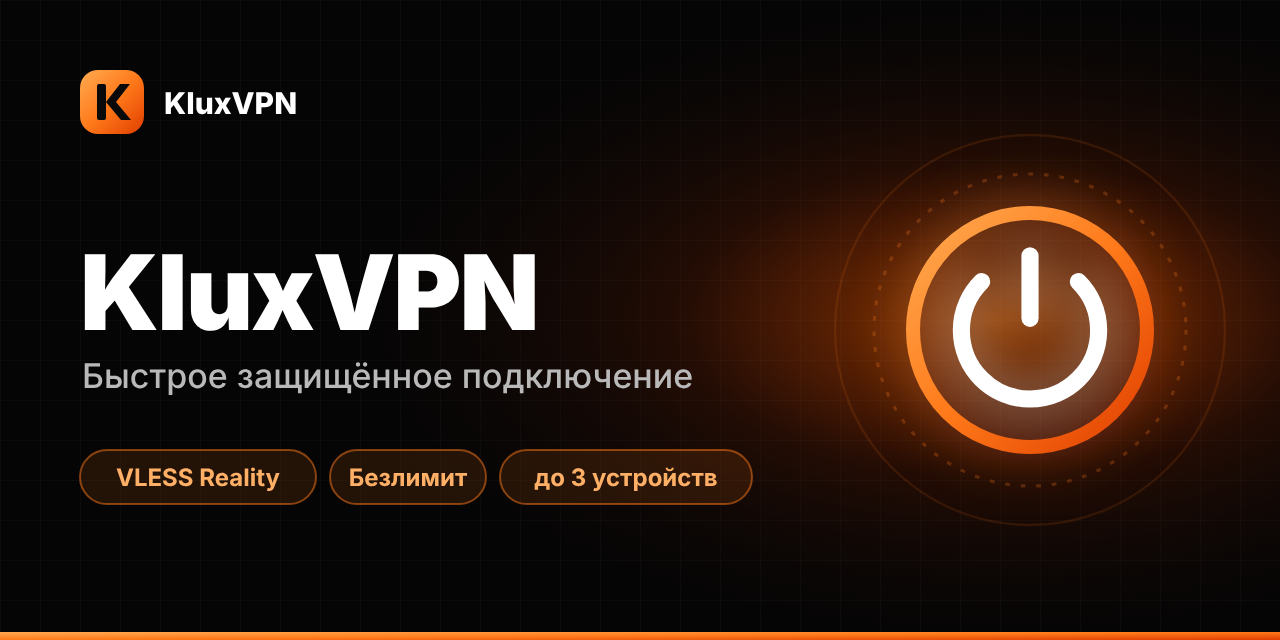 K
KluxVPN
KluxVPN
Быстрое защищённое подключение
VLESS Reality
Безлимит
до 3 устройств